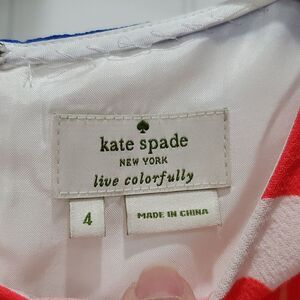 kate spade
NEW YORK
live colorfully
4
MADE IN CHINA